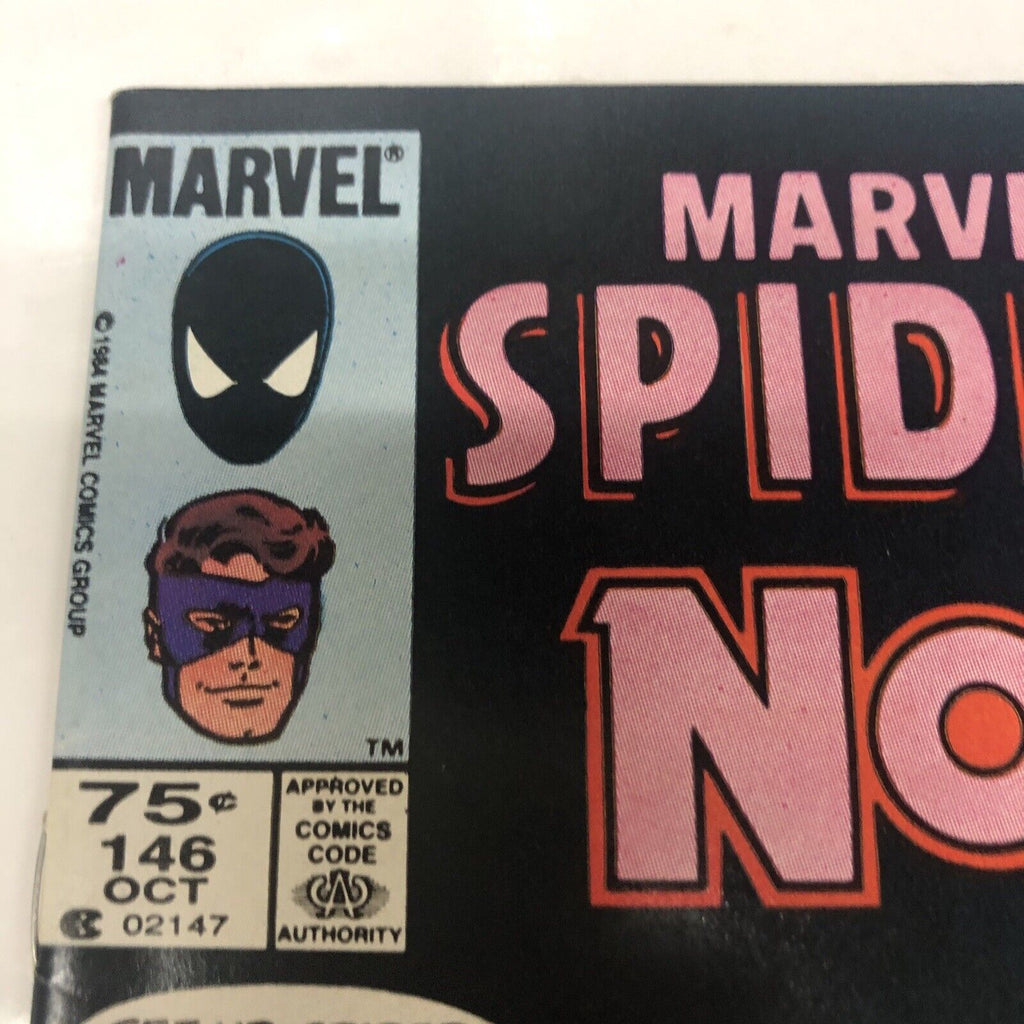 MARVEL®
© 1984 MARVEL COMICS GROUP
TM
75¢
146
OCT
02147
APPROVED
BY THE
COMICS
CODE
CA
AUTHORITY
MARV
SPID
NO